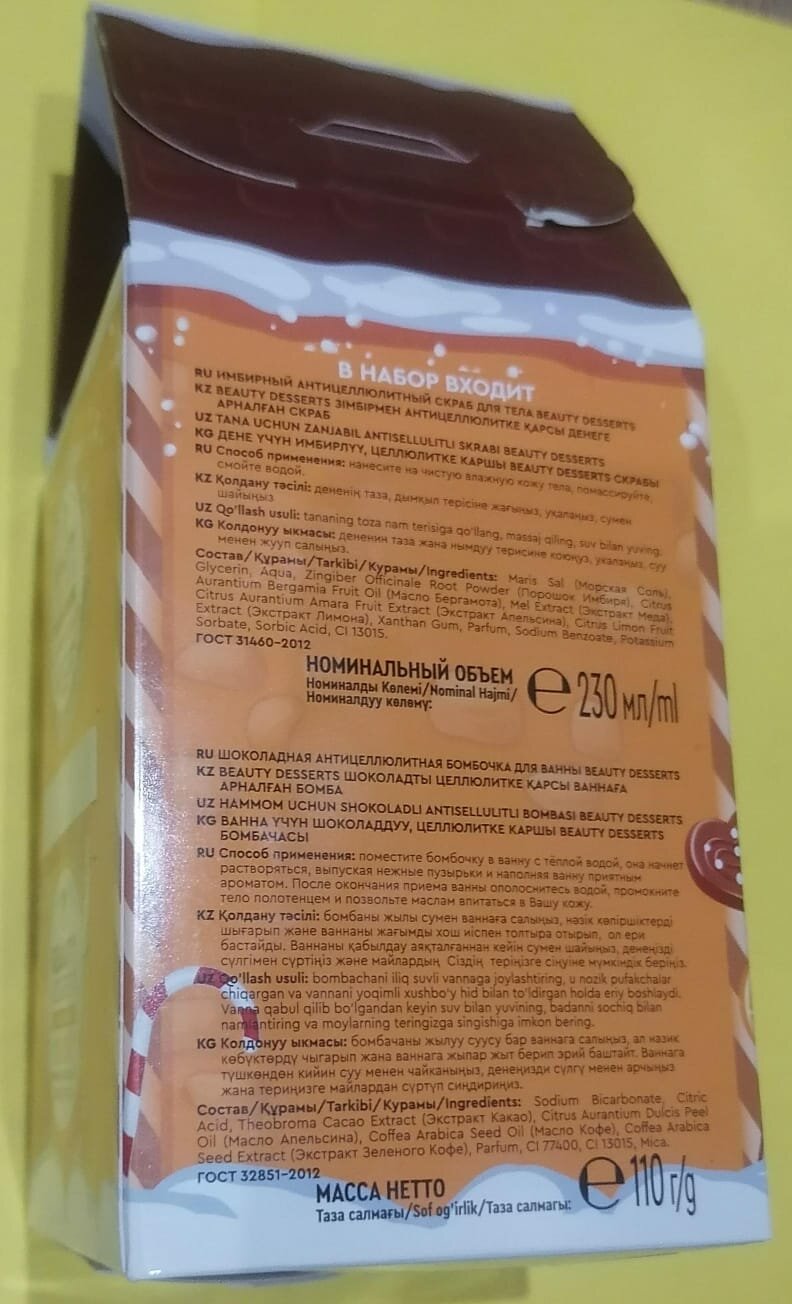 В НАБОР ВХОДИТ
RU ИМБИРНЫЙ АНТИЦЕЛЛЮЛИТНЫЙ СКРАБ ДЛЯ ТЕЛА BEAUTY DESSERTS
KZ BEAUTY DESSERTS ЗІМБІРМЕН АНТИЦЕЛЛЮЛИТКЕ ҚАРСЫ ДЕНЕГЕ
АРНАЛҒАН СКРАБ
UZ TANA UCHUN ZANJABIL ANTISELLULITLI SKRABI BEAUTY DESSERTS
KG ДЕНЕ ҮЧҮН ИМБИРЛҮҮ, ЦЕЛЛЮЛИТКЕ КАРШЫ BEAUTY DESSERTS СКРАБЫ
RU Способ применения: нанесите на чистую влажную кожу тела, помассируйте,
смойте водой.
KZ Қолдану тәсілі: дененің таза, дымқыл терісіне жағыңыз, уқалаңыз, сумен
шайыңыз
UZ Qo'llash usuli: tananing toza nam terisiga qo'llang, massaj qiling, suv bilan yuving.
KG Колдонуу ыкмасы: дененин таза жана нымдуу терисине коюңуз, укалаңыз, суу
менен жууп салыңыз.
Состав/Құрамы/Tarkibi/Курамы/Ingredients: Maris Sal (Морская Соль),
Glycerin, Aqua, Zingiber Officinale Root Powder (Порошок Имбиря), Citrus
Aurantium Bergamia Fruit Oil (Масло Бергамота), Mel Extract (Экстракт Меда),
Citrus Aurantium Amara Fruit Extract (Экстракт Апельсина), Citrus Limon Fruit
Extract (Экстракт Лимона), Xanthan Gum, Parfum, Sodium Benzoate, Potassium
Sorbate, Sorbic Acid, CI 13015.
ГОСТ 31460-2012
НОМИНАЛЬНЫЙ ОБЪЕМ
Номиналды Көлемі/Nominal Hajmi/
Номиналдуу көлөмү:
℮ 230 мл/ml
RU ШОКОЛАДНАЯ АНТИЦЕЛЛЮЛИТНАЯ БОМБОЧКА ДЛЯ ВАННЫ BEAUTY DESSERTS
KZ BEAUTY DESSERTS ШОКОЛАДТЫ ЦЕЛЛЮЛИТКЕ ҚАРСЫ ВАННАҒА
АРНАЛҒАН БОМБА
UZ HAMMOM UCHUN SHOKOLADLI ANTISELLULITLI BOMBASI BEAUTY DESSERTS
KG ВАННА ҮЧҮН ШОКОЛАДДУУ, ЦЕЛЛЮЛИТКЕ КАРШЫ BEAUTY DESSERTS
БОМБАЧАСЫ
RU Способ применения: поместите бомбочку в ванну с тёплой водой, она начнет
растворяться, выпуская нежные пузырьки и наполняя ванну приятным
ароматом. После окончания приема ванны ополоснитесь водой, промокните
тело полотенцем и позвольте маслам впитаться в Вашу кожу.
KZ Қолдану тәсілі: бомбаны жылы сумен ваннаға салыңыз, нәзік көпіршіктерді
шығарып және ваннаны жағымды хош иіспен толтыра отырып, ол ери
бастайды. Ваннаны қабылдау аяқталғаннан кейін сумен шайыңыз, денеңізді
сүлгімен сүртіңіз және майлардың Сіздің теріңізге сіңуіне мүмкіндік беріңіз.
UZ Qo'llash usuli: bombachani iliq suvli vannaga joylashtiring, u nozik pufakchalar
chiqargan va vannani yoqimli xushbo'y hid bilan to'ldirgan holda eriy boshlaydi.
Vanna qabul qilib bo'lgandan keyin suv bilan yuvining, badanni sochiq bilan
namlantiring va moylarning teringizga singishiga imkon bering.
KG Колдонуу ыкмасы: бомбачаны жылуу суусу бар ваннага салыңыз, ал назик
көбүктөрдү чыгарып жана ваннага жыпар жыт берип эрий баштайт. Ваннага
түшкөндөн кийин суу менен чайканыңыз, денеңизди сүлгү менен арчыңыз
жана териңизге майлардан сүртүп синдириңиз.
Состав/Құрамы/Tarkibi/Курамы/Ingredients: Sodium Bicarbonate, Citric
Acid, Theobroma Cacao Extract (Экстракт Какао), Citrus Aurantium Dulcis Peel
Oil (Масло Апельсина), Coffea Arabica Seed Oil (Масло Кофе), Coffea Arabica
Seed Extract (Экстракт Зеленого Кофе), Parfum, CI 77400, CI 13015, Mica.
ГОСТ 32851-2012
МАССА НЕТТО
Таза салмағы/Sof og'irlik/Таза салмагы:
℮ 110 г/g